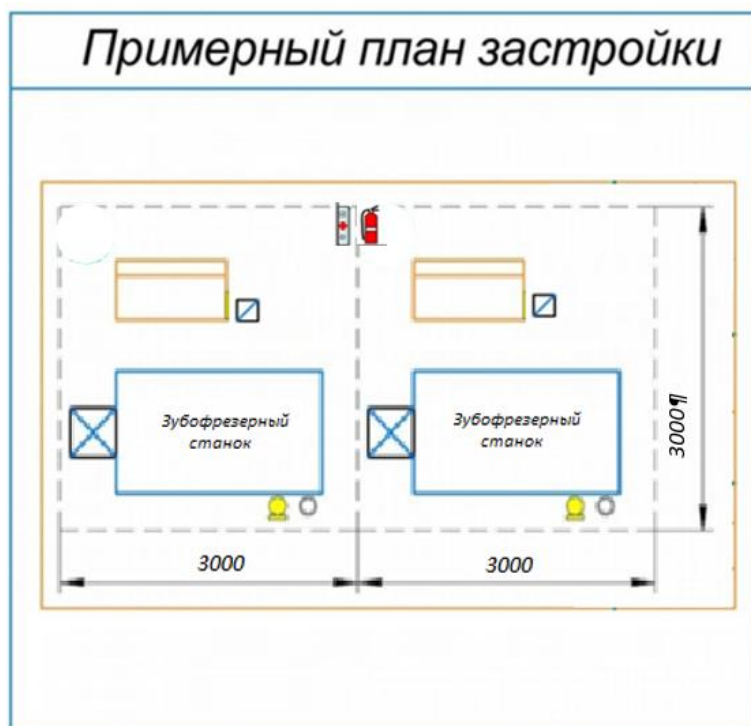 Примерный план застройки
Зубофрезерный
станок
Зубофрезерный
станок
3000¶
3000
3000